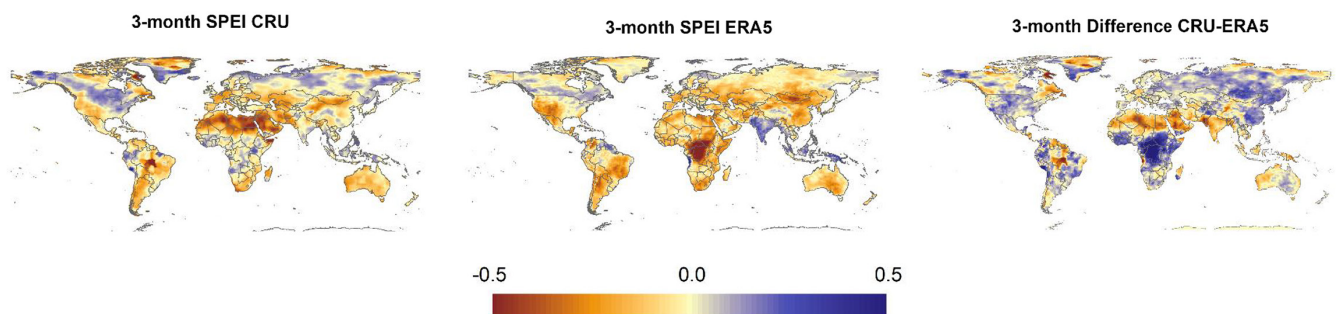 3-month SPEI CRU
3-month SPEI ERA5
3-month Difference CRU-ERA5
-0.5
0.0
0.5